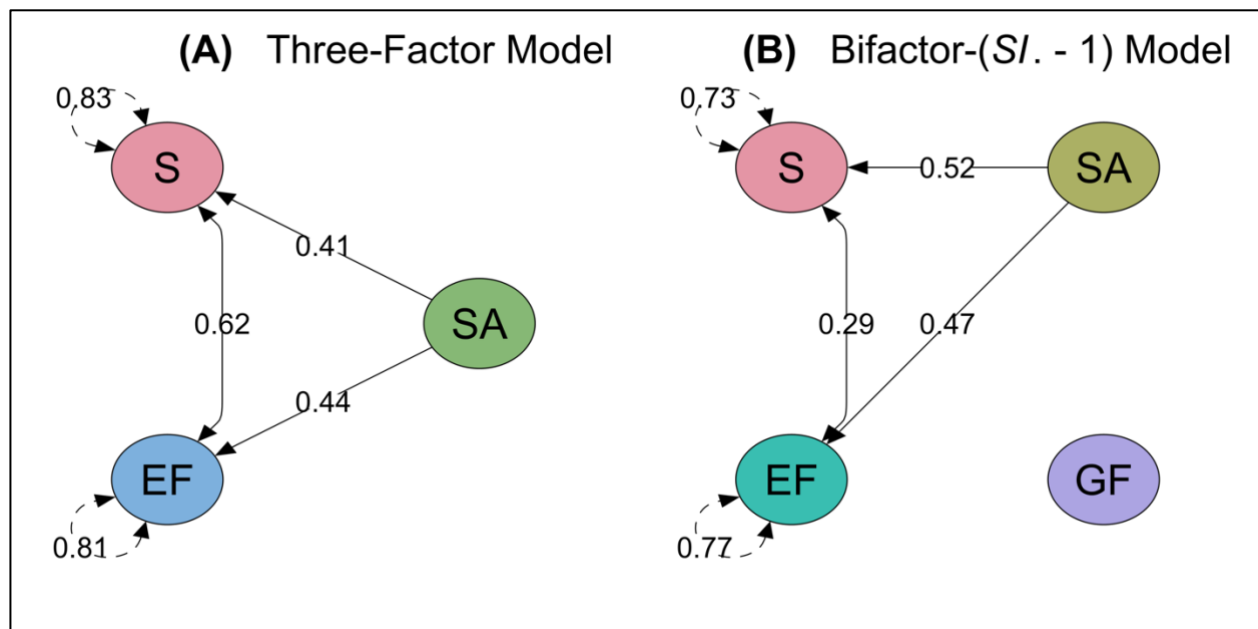 (A) Three-Factor Model
0.83
S
0.41
0.62
SA
0.44
EF
0.81
(B) Bifactor-(SI. - 1) Model
0.73
S
0.52
SA
0.29
0.47
EF
GF
0.77